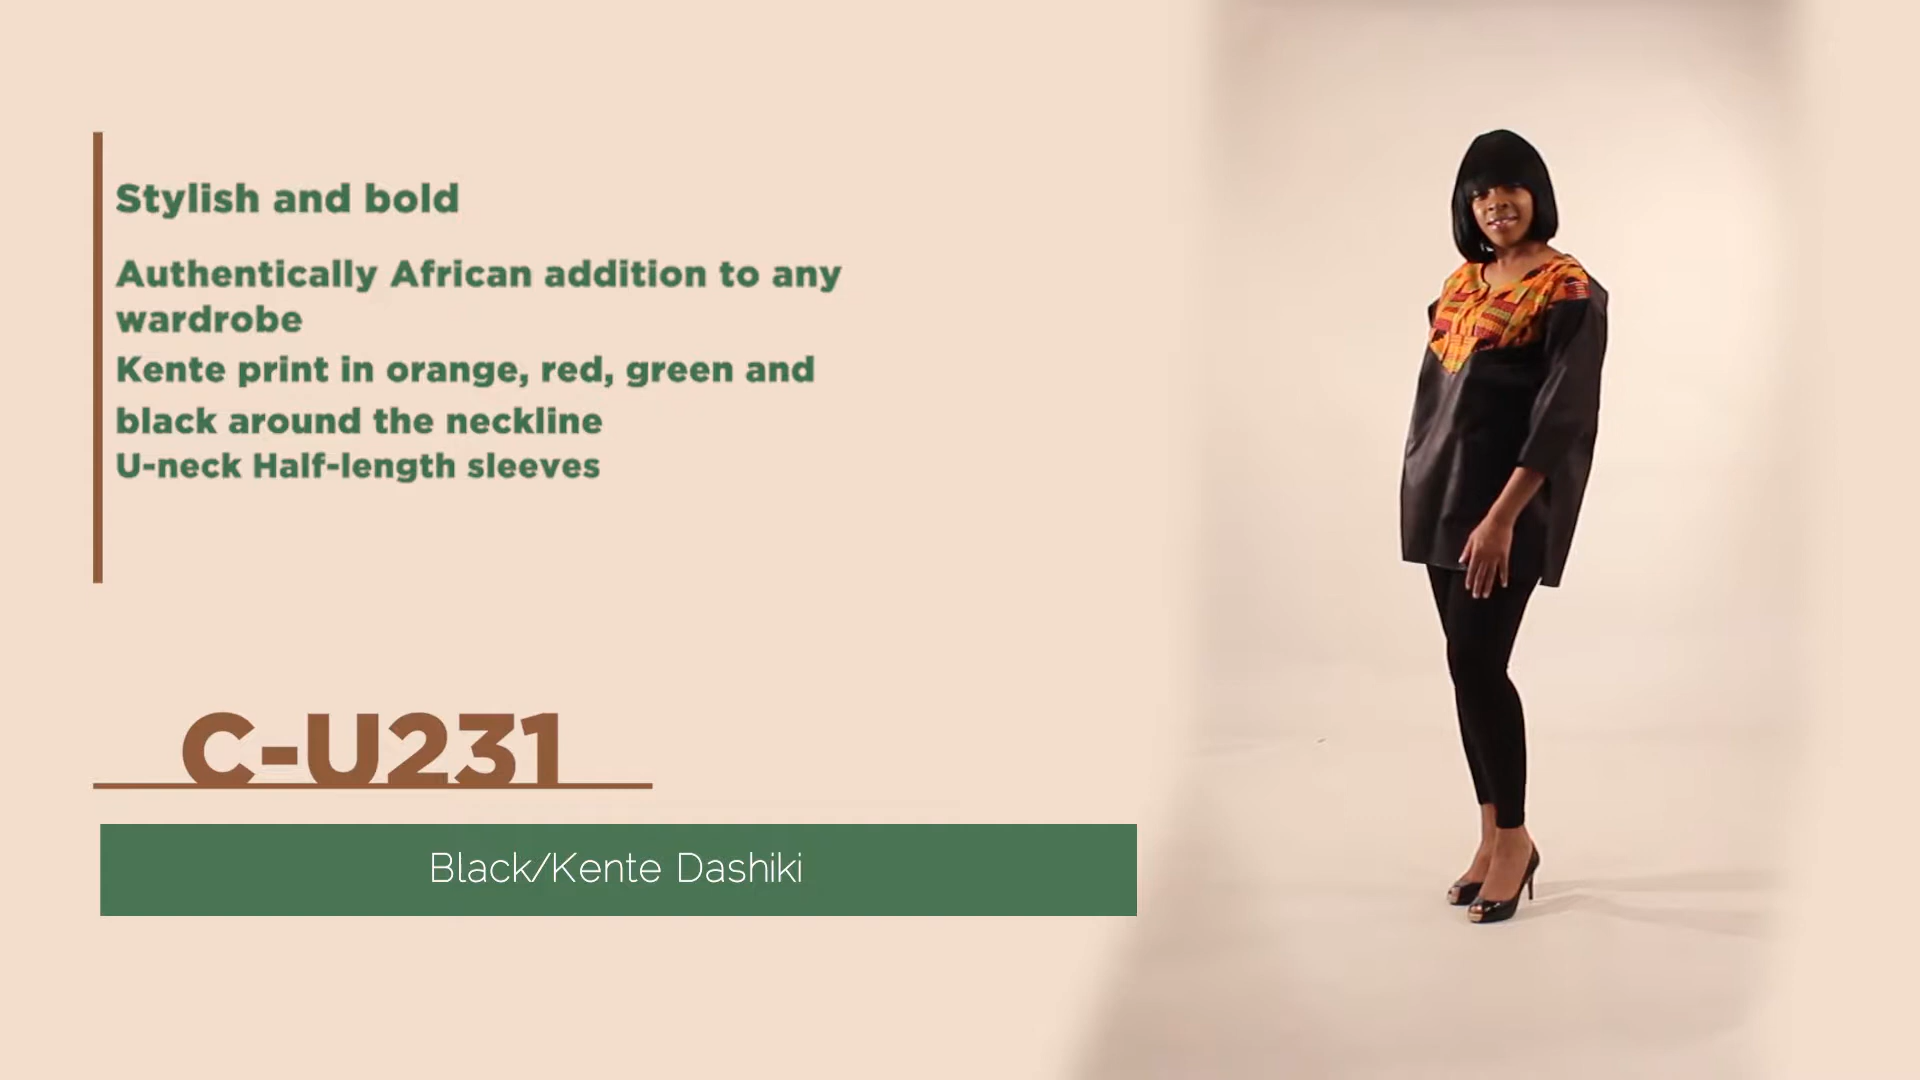 Stylish and bold
Authentically African addition to any
wardrobe
Kente print in orange, red, green and
black around the neckline
U-neck Half-length sleeves
C-U231
Black/Kente Dashiki